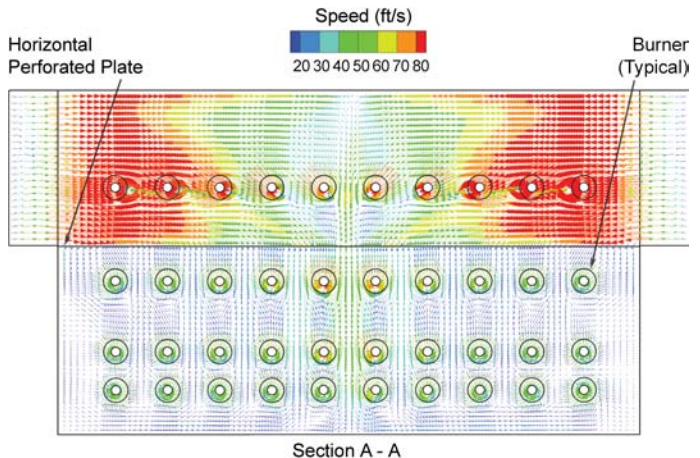 Speed (ft/s)
20 30 40 50 60 70 80
Horizontal
Perforated Plate
Burner
(Typical)
Section A - A